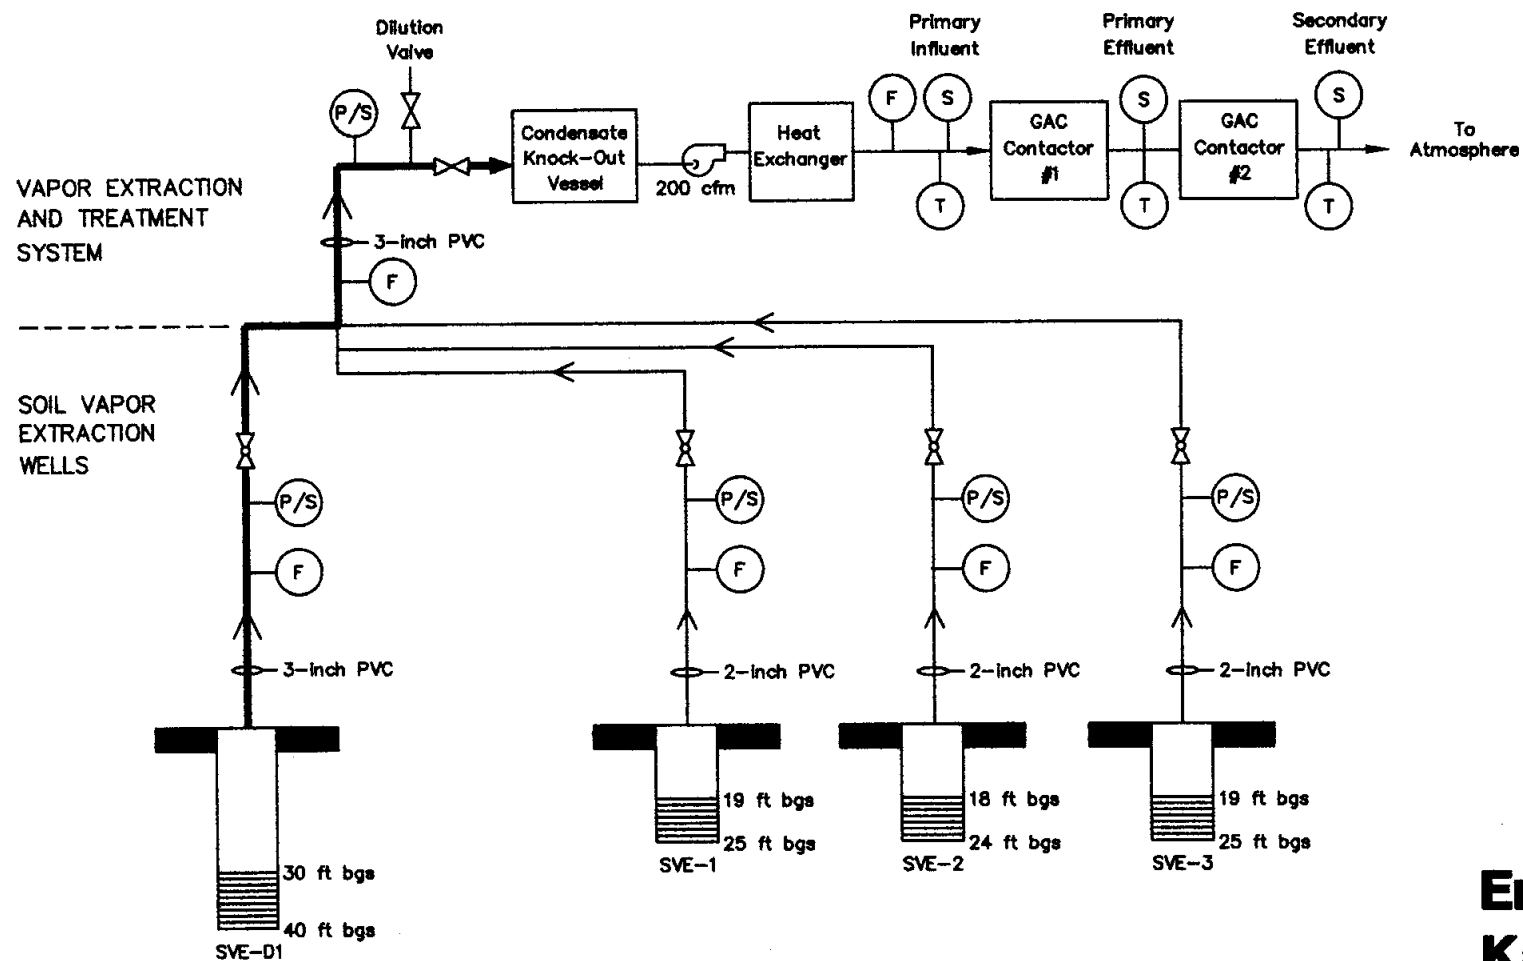 Dilution
Valve
Primary
Influent
Primary
Effluent
Secondary
Effluent
P/S
F
S
S
S
Condensate
Knock-Out
Vessel
200 cfm
Heat
Exchanger
GAC
Contactor
#1
GAC
Contactor
#2
To
Atmosphere
T
T
T
VAPOR EXTRACTION
AND TREATMENT
SYSTEM
3-inch PVC
F
SOIL VAPOR
EXTRACTION
WELLS
P/S
P/S
P/S
P/S
F
F
F
F
3-inch PVC
2-inch PVC
2-inch PVC
2-inch PVC
19 ft bgs
18 ft bgs
19 ft bgs
25 ft bgs
24 ft bgs
25 ft bgs
SVE-1
SVE-2
SVE-3
30 ft bgs
40 ft bgs
SVE-D1